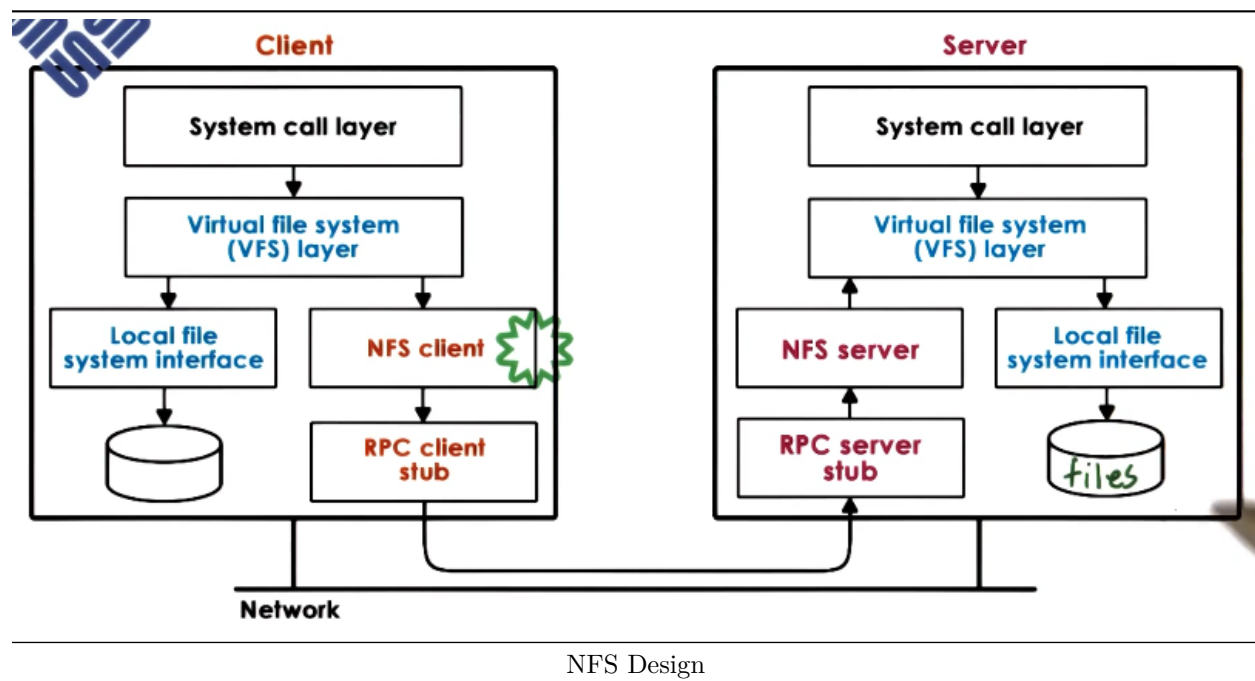 Client
Server
System call layer
System call layer
Virtual file system
(VFS) layer
Virtual file system
(VFS) layer
Local file
system interface
NFS client
NFS server
Local file
system interface
RPC client
stub
RPC server
stub
files
Network
NFS Design